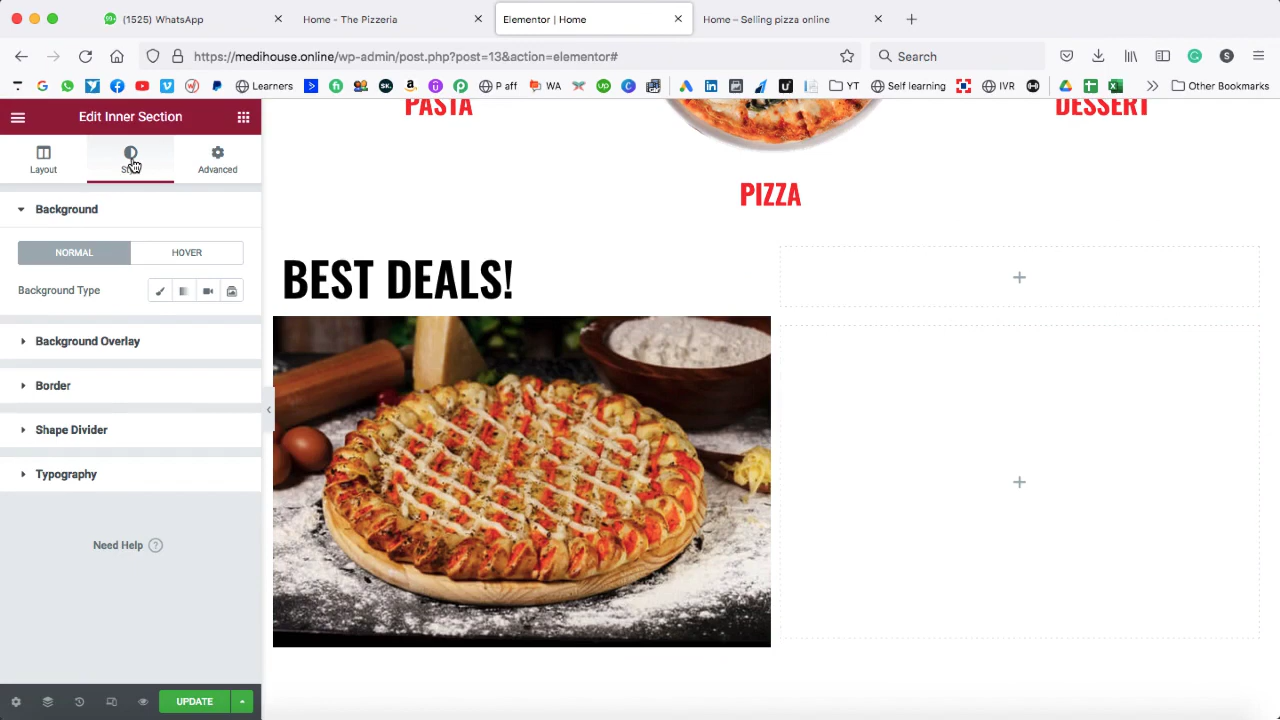 (1525) WhatsApp
Home - The Pizzeria
Elementor | Home
Home – Selling pizza online
https://medihouse.online/wp-admin/post.php?post=13&action=elementor#
Search
Learners
P aff
WA
YT
Self learning
IVR
Other Bookmarks
Edit Inner Section
Layout
Advanced
Background
NORMAL
HOVER
Background Type
Background Overlay
Border
Shape Divider
Typography
Need Help
UPDATE
PASTA
DESSERT
PIZZA
BEST DEALS!